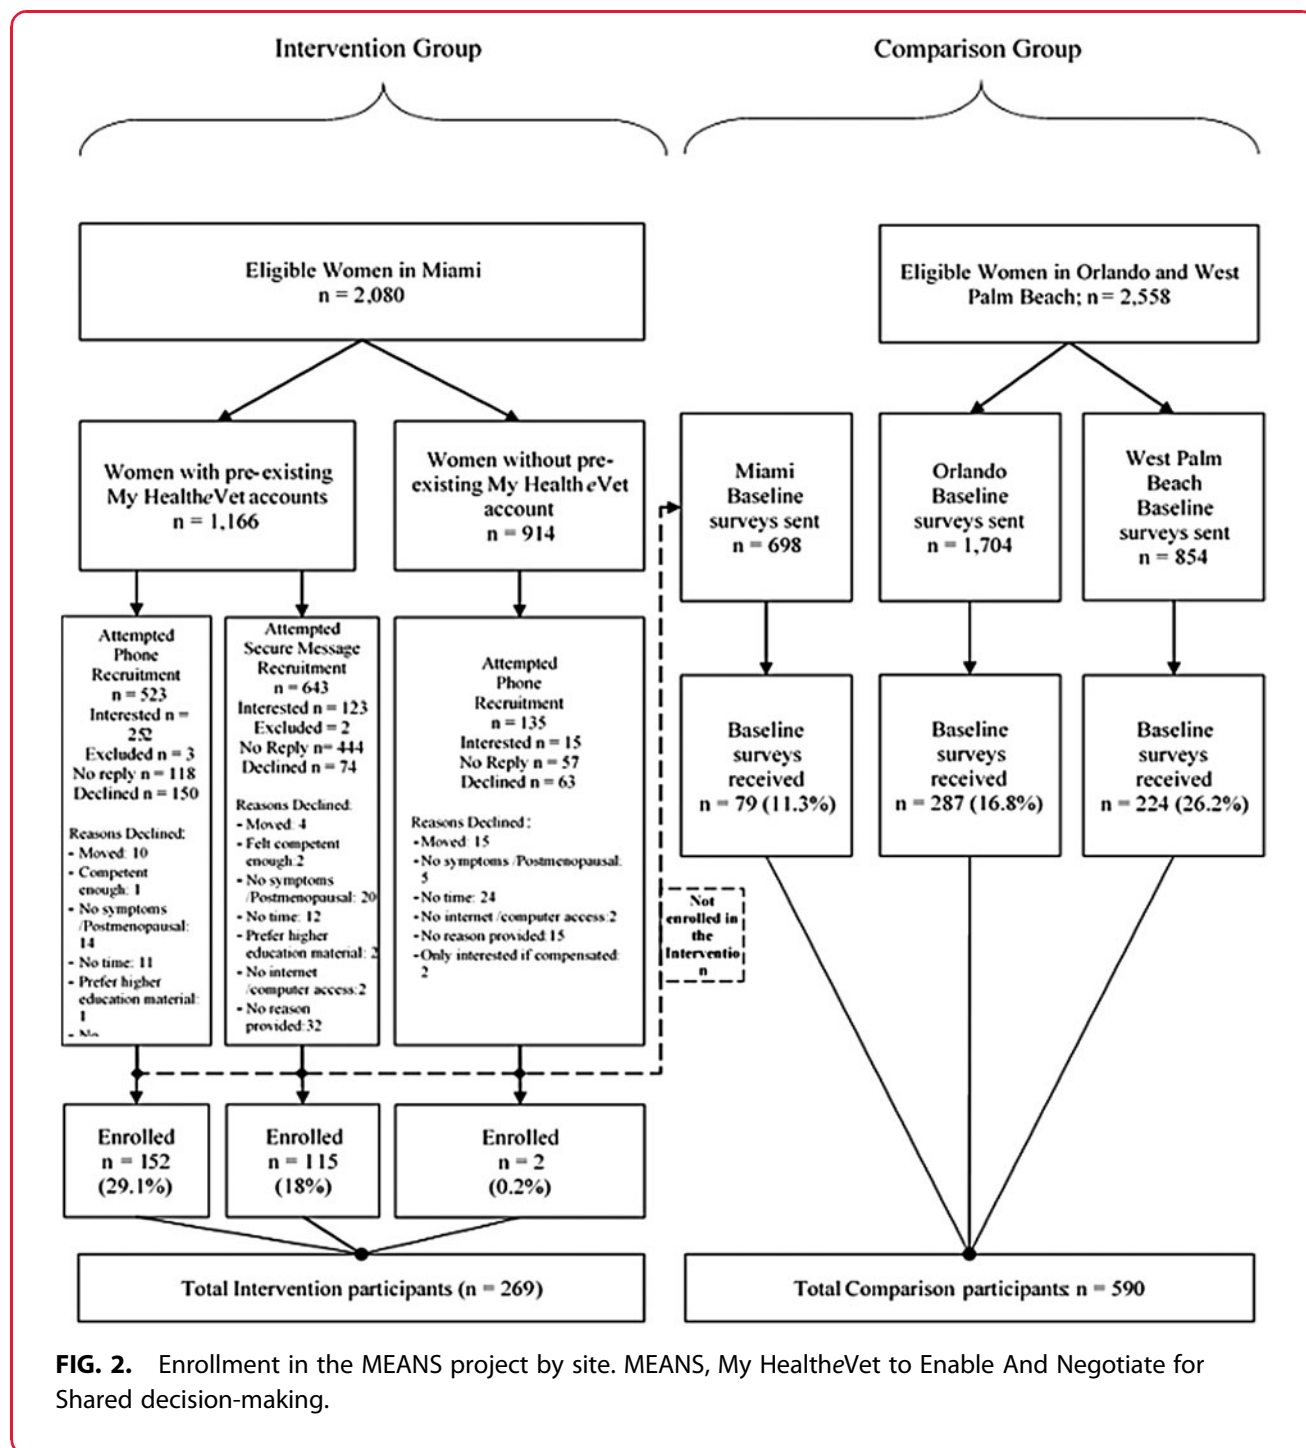 Intervention Group
Comparison Group
Eligible Women in Miami
n = 2,080
Eligible Women in Orlando and West
Palm Beach; n = 2,558
Women with pre-existing
My HealtheVet accounts
n = 1,166
Women without pre-
existing My HealtheVet
account
n = 914
Miami
Baseline
surveys sent
n = 698
Orlando
Baseline
surveys sent
n = 1,704
West Palm
Beach
Baseline
surveys sent
n = 854
Attempted
Phone
Recruitment
n = 523
Interested n =
252
Excluded n = 3
No reply n = 118
Declined n = 150
Reasons Declined:
- Moved: 10
- Competent
enough: 1
- No symptoms
/Postmenopausal:
14
- No time: 11
- Prefer higher
education material:
1
- No
Attempted
Secure Message
Recruitment
n = 643
Interested n = 123
Excluded n = 2
No Reply n= 444
Declined n = 74
Reasons Declined:
- Moved: 4
- Felt competent
enough:2
- No symptoms
/Postmenopausal: 20
- No time: 12
- Prefer higher
education material: 2
- No internet
/computer access:2
- No reason
provided:32
Attempted
Phone
Recruitment
n = 135
Interested n = 15
No Reply n = 57
Declined n = 63
Reasons Declined:
-Moved: 15
-No symptoms /Postmenopausal:
5
-No time: 24
-No internet /computer access:2
-No reason provided:15
-Only interested if compensated:
2
Baseline
surveys
received
n = 79 (11.3%)
Baseline
surveys
received
n = 287 (16.8%)
Baseline
surveys
received
n = 224 (26.2%)
Not
enrolled in
the
Interventio
n
Enrolled
n = 152
(29.1%)
Enrolled
n = 115
(18%)
Enrolled
n = 2
(0.2%)
Total Intervention participants (n = 269)
Total Comparison participants: n = 590
FIG. 2. Enrollment in the MEANS project by site. MEANS, My HealtheVet to Enable And Negotiate for
Shared decision-making.